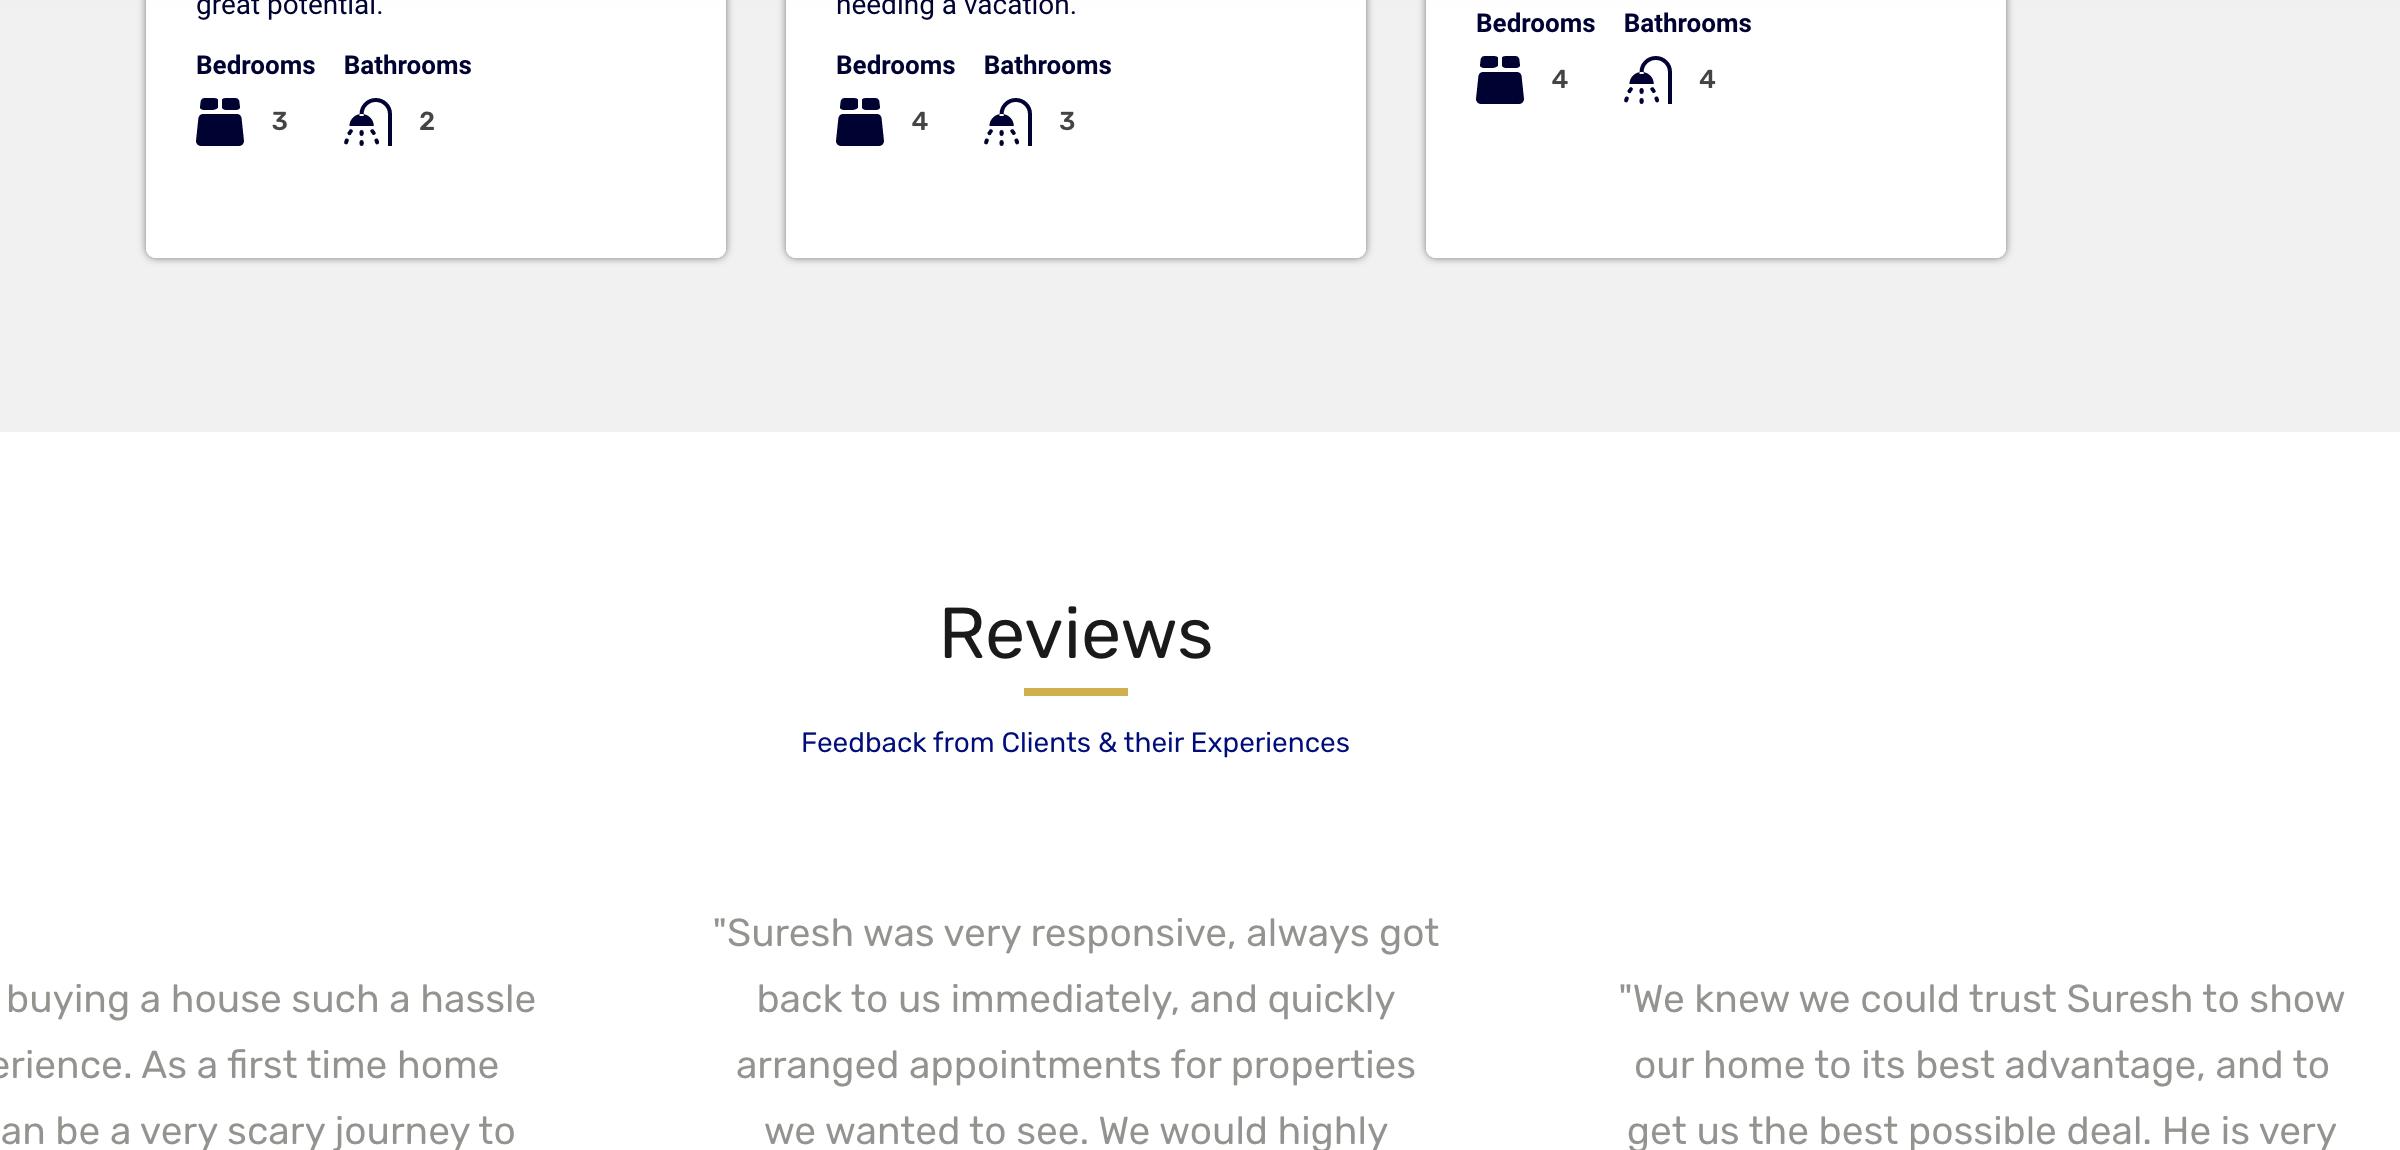 great potential.
Bedrooms Bathrooms
3 2
needing a vacation.
Bedrooms Bathrooms
4 3
Bedrooms Bathrooms
4 4
Reviews
Feedback from Clients & their Experiences
buying a house such a hassle
erience. As a first time home
an be a very scary journey to
"Suresh was very responsive, always got
back to us immediately, and quickly
arranged appointments for properties
we wanted to see. We would highly
"We knew we could trust Suresh to show
our home to its best advantage, and to
get us the best possible deal. He is very